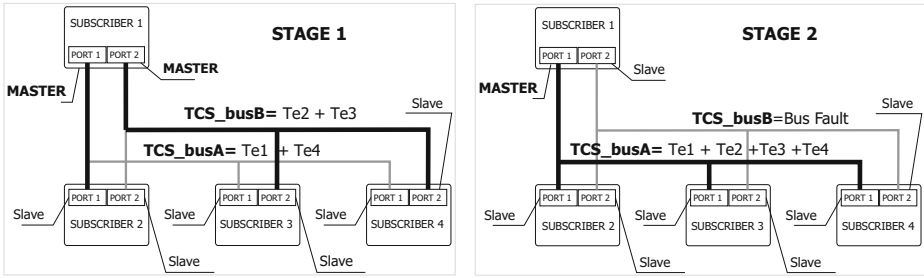 STAGE 1
SUBSCRIBER 1
PORT 1 PORT 2
MASTER
MASTER
Slave
TCS_busB= Te2 + Te3
TCS_busA= Te1 + Te4
PORT 1 PORT 2 PORT 1 PORT 2 PORT 1 PORT 2
Slave SUBSCRIBER 2 Slave SUBSCRIBER 3 Slave SUBSCRIBER 4
Slave Slave
STAGE 2
SUBSCRIBER 1
PORT 1 PORT 2
Slave
MASTER
Slave
TCS_busB=Bus Fault
TCS_busA= Te1 + Te2 +Te3 +Te4
PORT 1 PORT 2 PORT 1 PORT 2 PORT 1 PORT 2
Slave SUBSCRIBER 2 Slave SUBSCRIBER 3 Slave SUBSCRIBER 4
Slave Slave